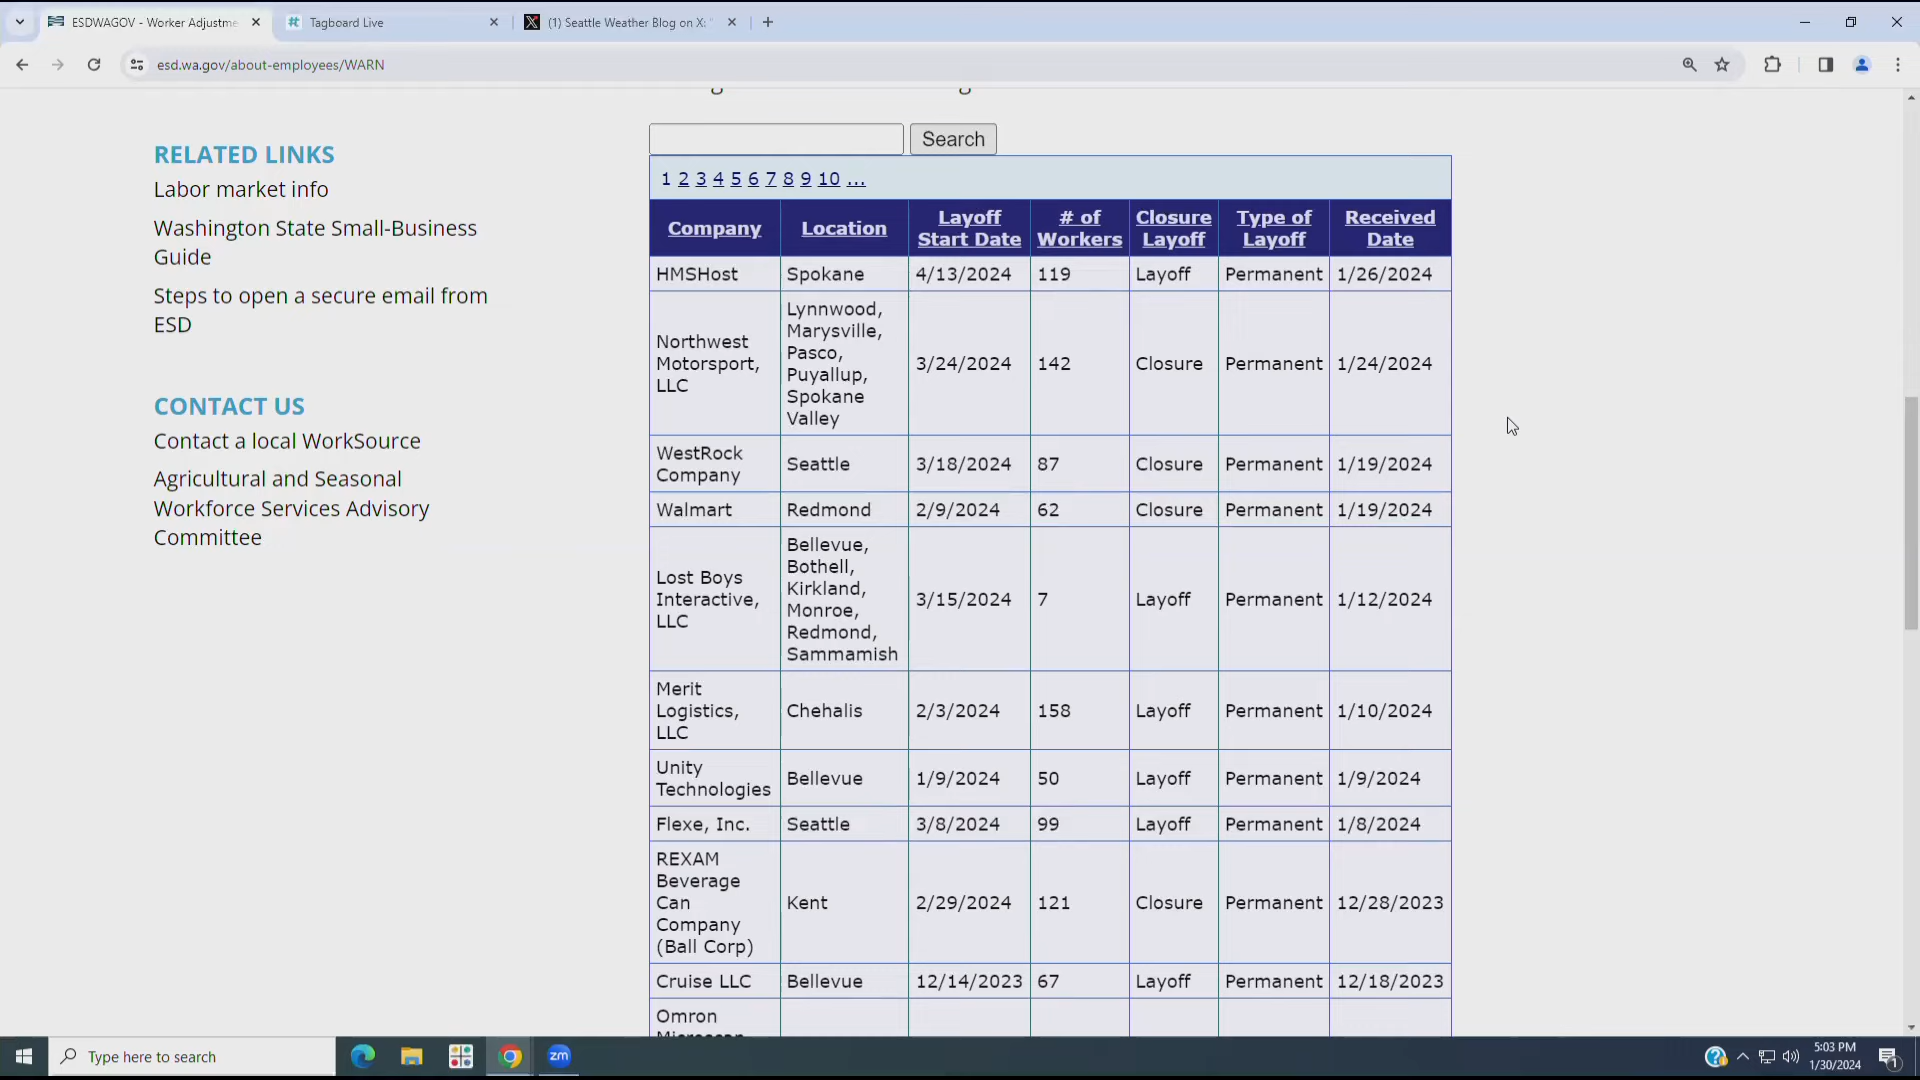 ESDWAGOV - Worker Adjustme
Tagboard Live
(1) Seattle Weather Blog on X: "
esd.wa.gov/about-employees/WARN
RELATED LINKS
Labor market info
Washington State Small-Business
Guide
Steps to open a secure email from
ESD
CONTACT US
Contact a local WorkSource
Agricultural and Seasonal
Workforce Services Advisory
Committee
Search
1 2 3 4 5 6 7 8 9 10 ...
Company Location Layoff Start Date # of Workers Closure Layoff Type of Layoff Received Date
HMSHost Spokane 4/13/2024 119 Layoff Permanent 1/26/2024
Northwest Motorsport, LLC Lynnwood, Marysville, Pasco, Puyallup, Spokane Valley 3/24/2024 142 Closure Permanent 1/24/2024
WestRock Company Seattle 3/18/2024 87 Closure Permanent 1/19/2024
Walmart Redmond 2/9/2024 62 Closure Permanent 1/19/2024
Lost Boys Interactive, LLC Bellevue, Bothell, Kirkland, Monroe, Redmond, Sammamish 3/15/2024 7 Layoff Permanent 1/12/2024
Merit Logistics, LLC Chehalis 2/3/2024 158 Layoff Permanent 1/10/2024
Unity Technologies Bellevue 1/9/2024 50 Layoff Permanent 1/9/2024
Flexe, Inc. Seattle 3/8/2024 99 Layoff Permanent 1/8/2024
REXAM Beverage Can Company (Ball Corp) Kent 2/29/2024 121 Closure Permanent 12/28/2023
Cruise LLC Bellevue 12/14/2023 67 Layoff Permanent 12/18/2023
Omron
Type here to search
zm
5:03 PM
1/30/2024
1